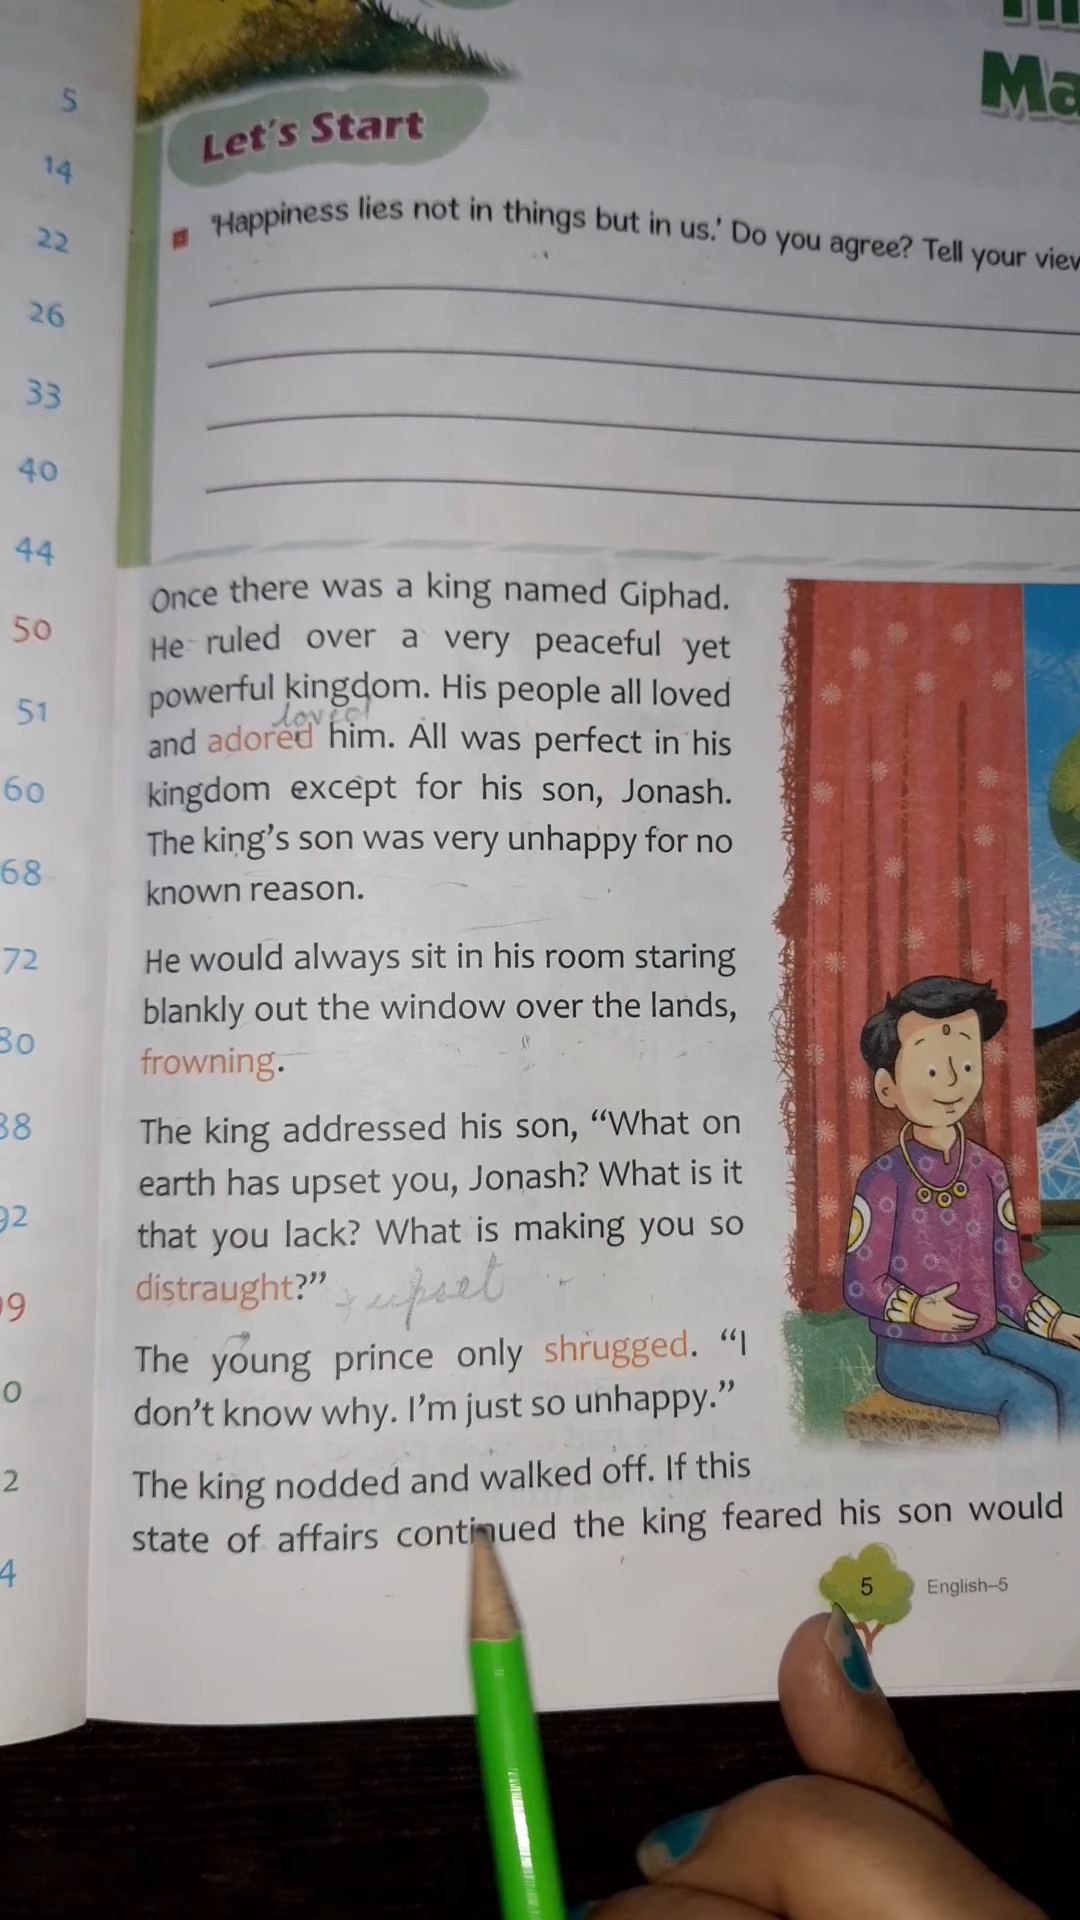 Ma
Let's Start
'Happiness lies not in things but in us.' Do you agree? Tell your
5
14
22
26
33
40
44
50
51
60
68
72
80
88
92
99
0
2
4
Once there was a king named Giphad.
He ruled over a very peaceful yet
powerful kingdom. His people all loved
loved
and adored him. All was perfect in his
kingdom except for his son, Jonash.
The king's son was very unhappy for no
known reason.
He would always sit in his room staring
blankly out the window over the lands,
frowning.
The king addressed his son, “What on
earth has upset you, Jonash? What is it
that you lack? What is making you so
distraught?” upset
The young prince only shrugged. “I
don't know why. I'm just so unhappy.”
The king nodded and walked off. If this
state of affairs continued the king feared his son would
5 English–5